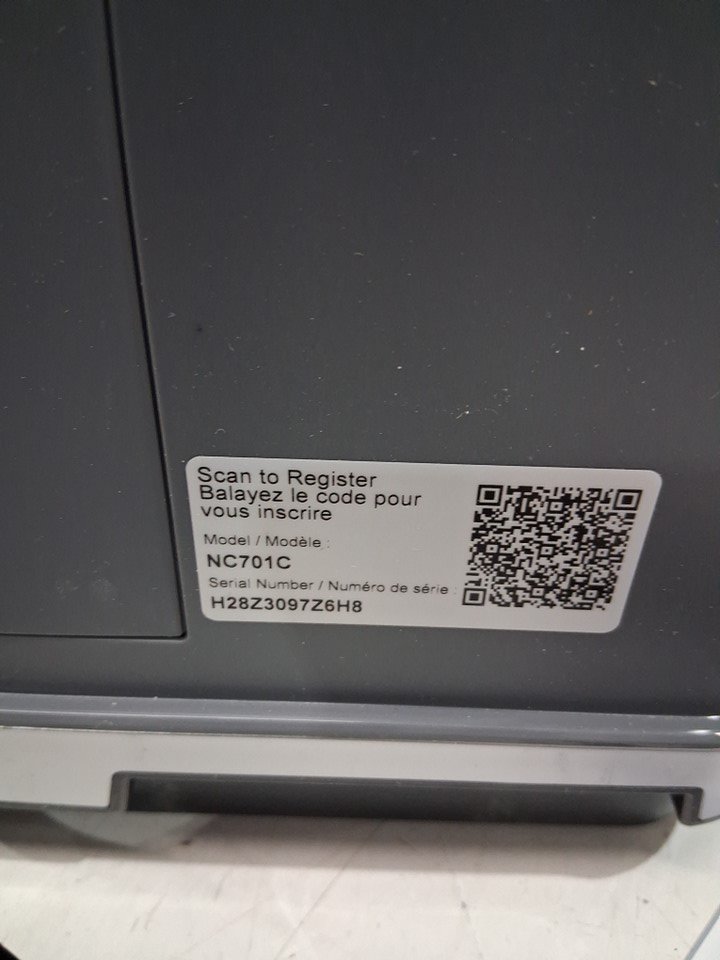 Scan to Register
Balayez le code pour
vous inscrire
Model / Modèle :
NC701C
Serial Number / Numéro de série :
H28Z3097Z6H8